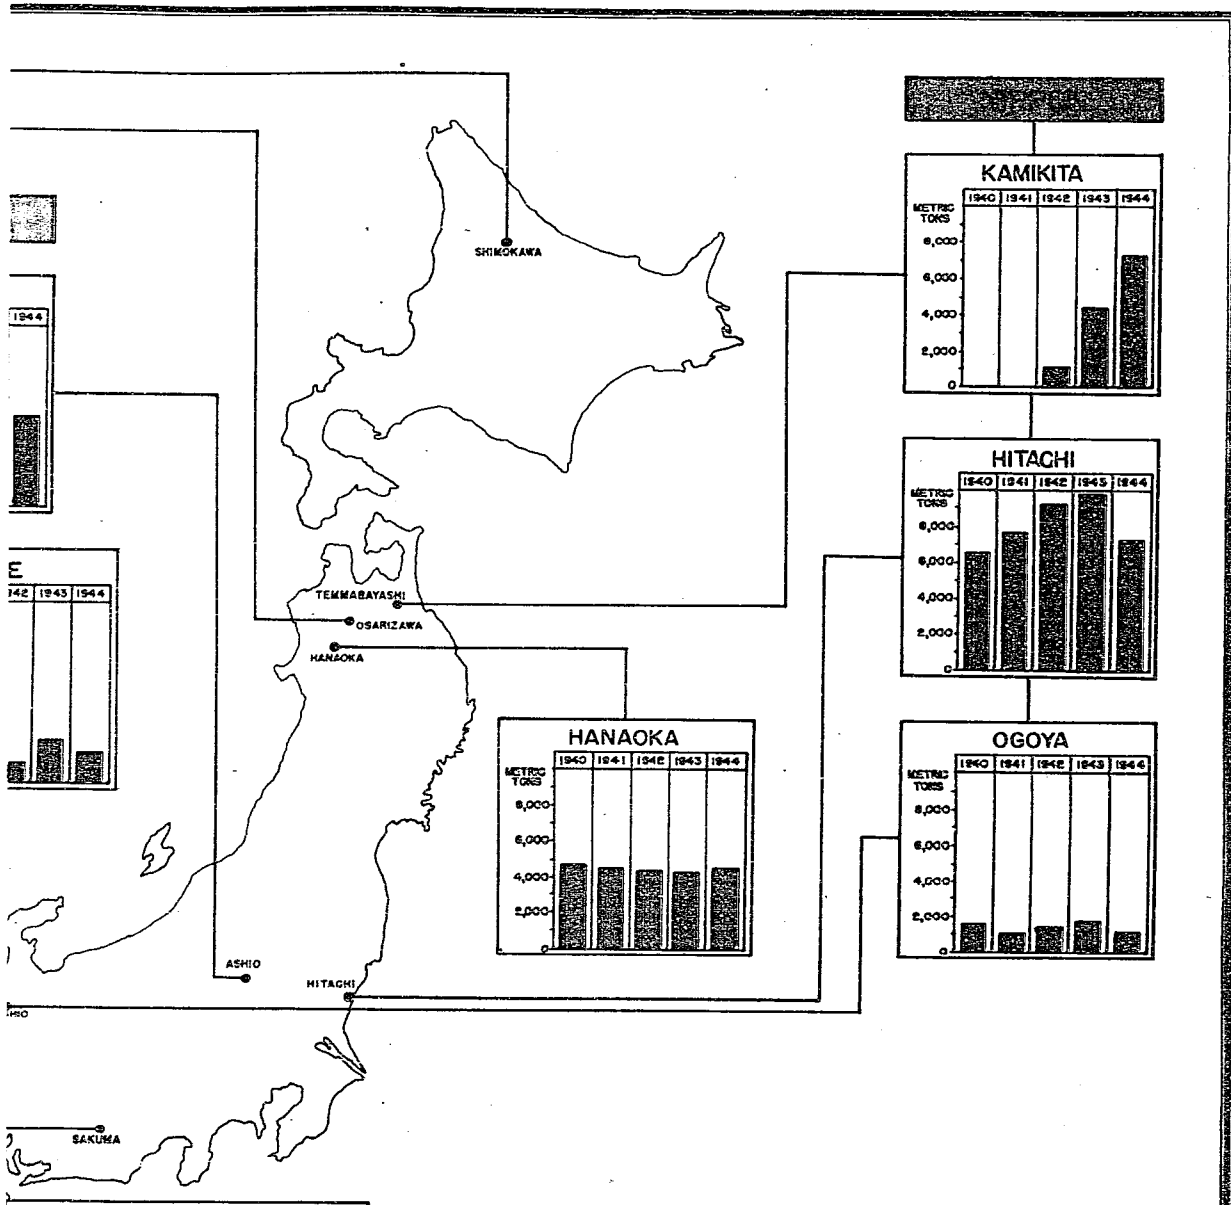 SHIMOKAWA
1944
E
1943 1944
TEMMABAYASHI
OSARIZAWA
HANAOKA
ASHIO
HITACHI
HIO
SAKUMA
KAMIKITA
METRIC TONS
1940 1941 1942 1943 1944
8,000
6,000
4,000
2,000
0
HITACHI
METRIC TONS
1940 1941 1942 1943 1944
8,000
6,000
4,000
2,000
0
HANAOKA
METRIC TONS
1940 1941 1942 1943 1944
8,000
6,000
4,000
2,000
0
OGOYA
METRIC TONS
1940 1941 1942 1943 1944
8,000
6,000
4,000
2,000
0